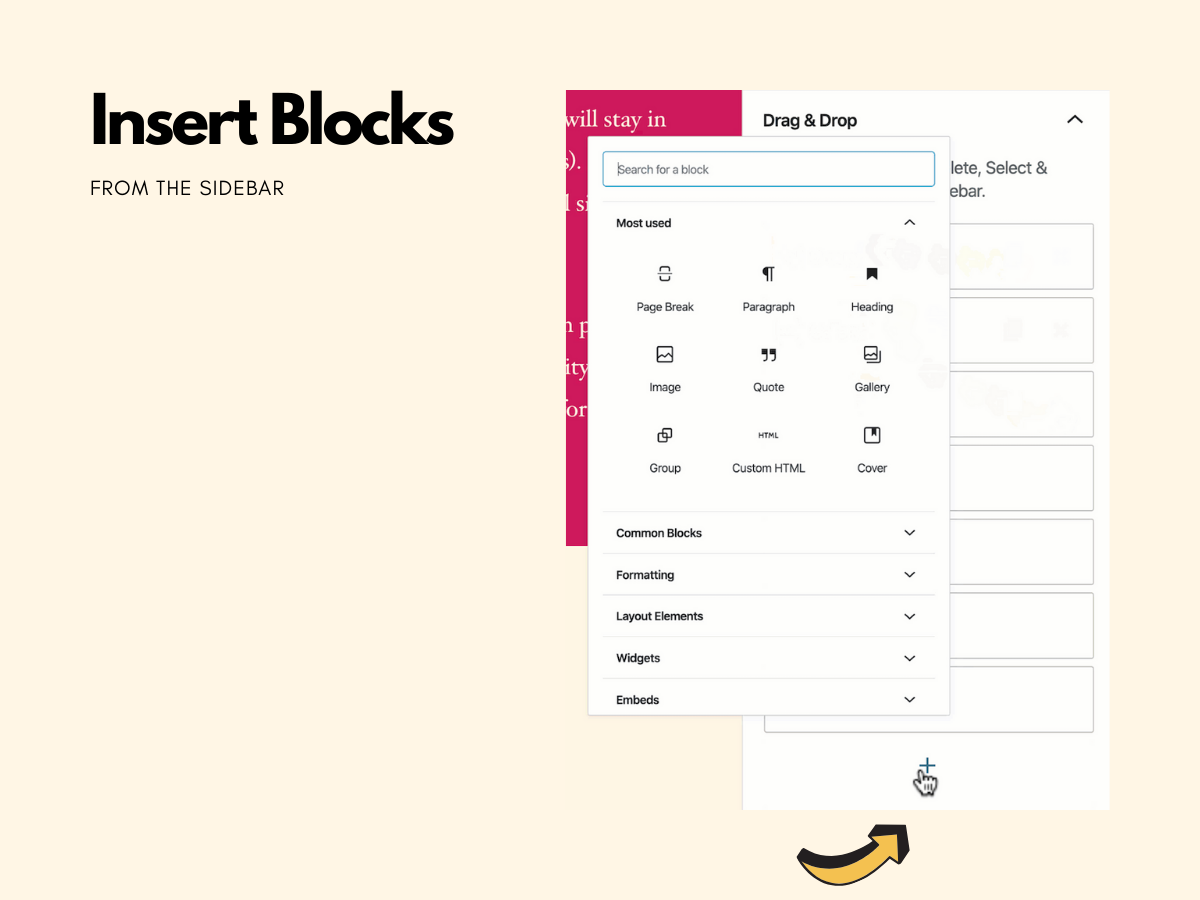 Insert Blocks
FROM THE SIDEBAR
will stay in
s).
l si
n p
ity
for
Drag & Drop
lete, Select &
ebar.
Search for a block
Most used
Page Break
Paragraph
Heading
Image
Quote
Gallery
Group
HTML
Custom HTML
Cover
Common Blocks
Formatting
Layout Elements
Widgets
Embeds